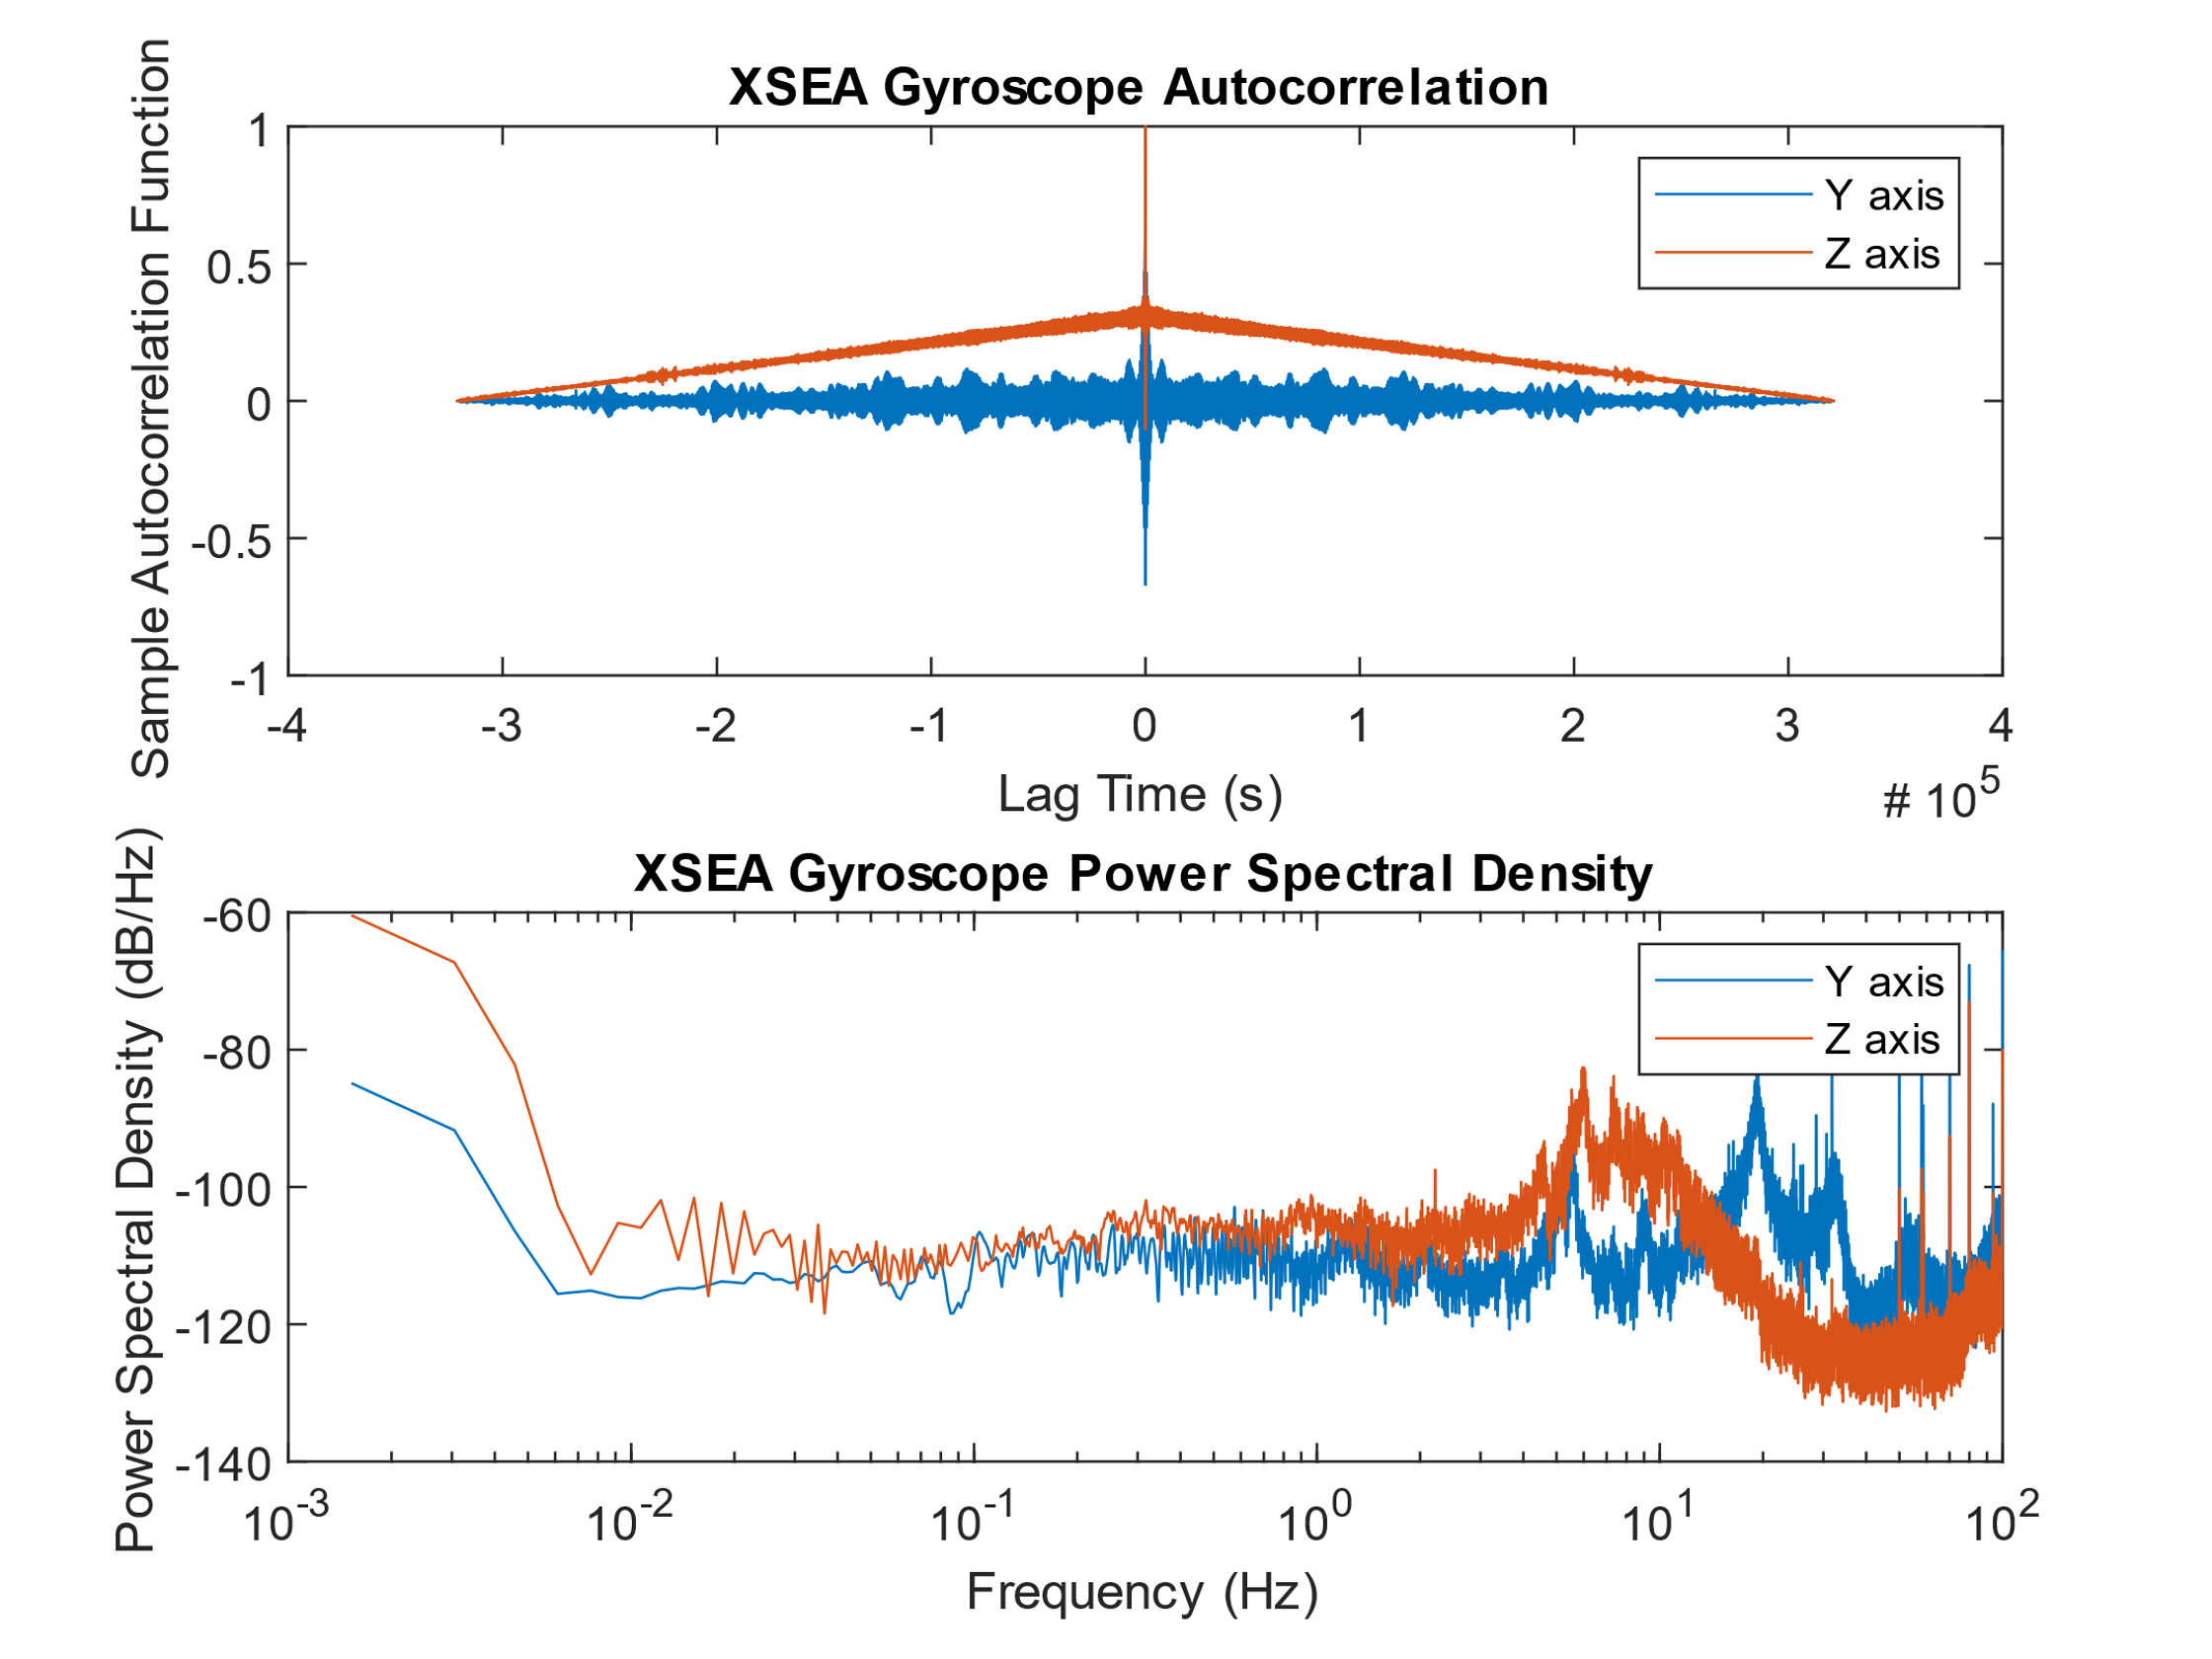 XSEA Gyroscope Autocorrelation
Sample Autocorrelation Function
1
0.5
0
-0.5
-1
Y axis
Z axis
-4 -3 -2 -1 0 1 2 3 4
Lag Time (s)
# 10^5
XSEA Gyroscope Power Spectral Density
Power Spectral Density (dB/Hz)
-60
-80
-100
-120
-140
Y axis
Z axis
10^-3 10^-2 10^-1 10^0 10^1 10^2
Frequency (Hz)